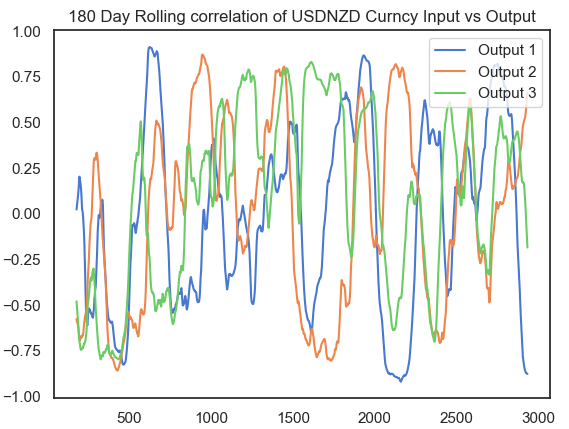 180 Day Rolling correlation of USDNZD Curncy Input vs Output
1.00
0.75
0.50
0.25
0.00
−0.25
−0.50
−0.75
−1.00
Output 1
Output 2
Output 3
500 1000 1500 2000 2500 3000